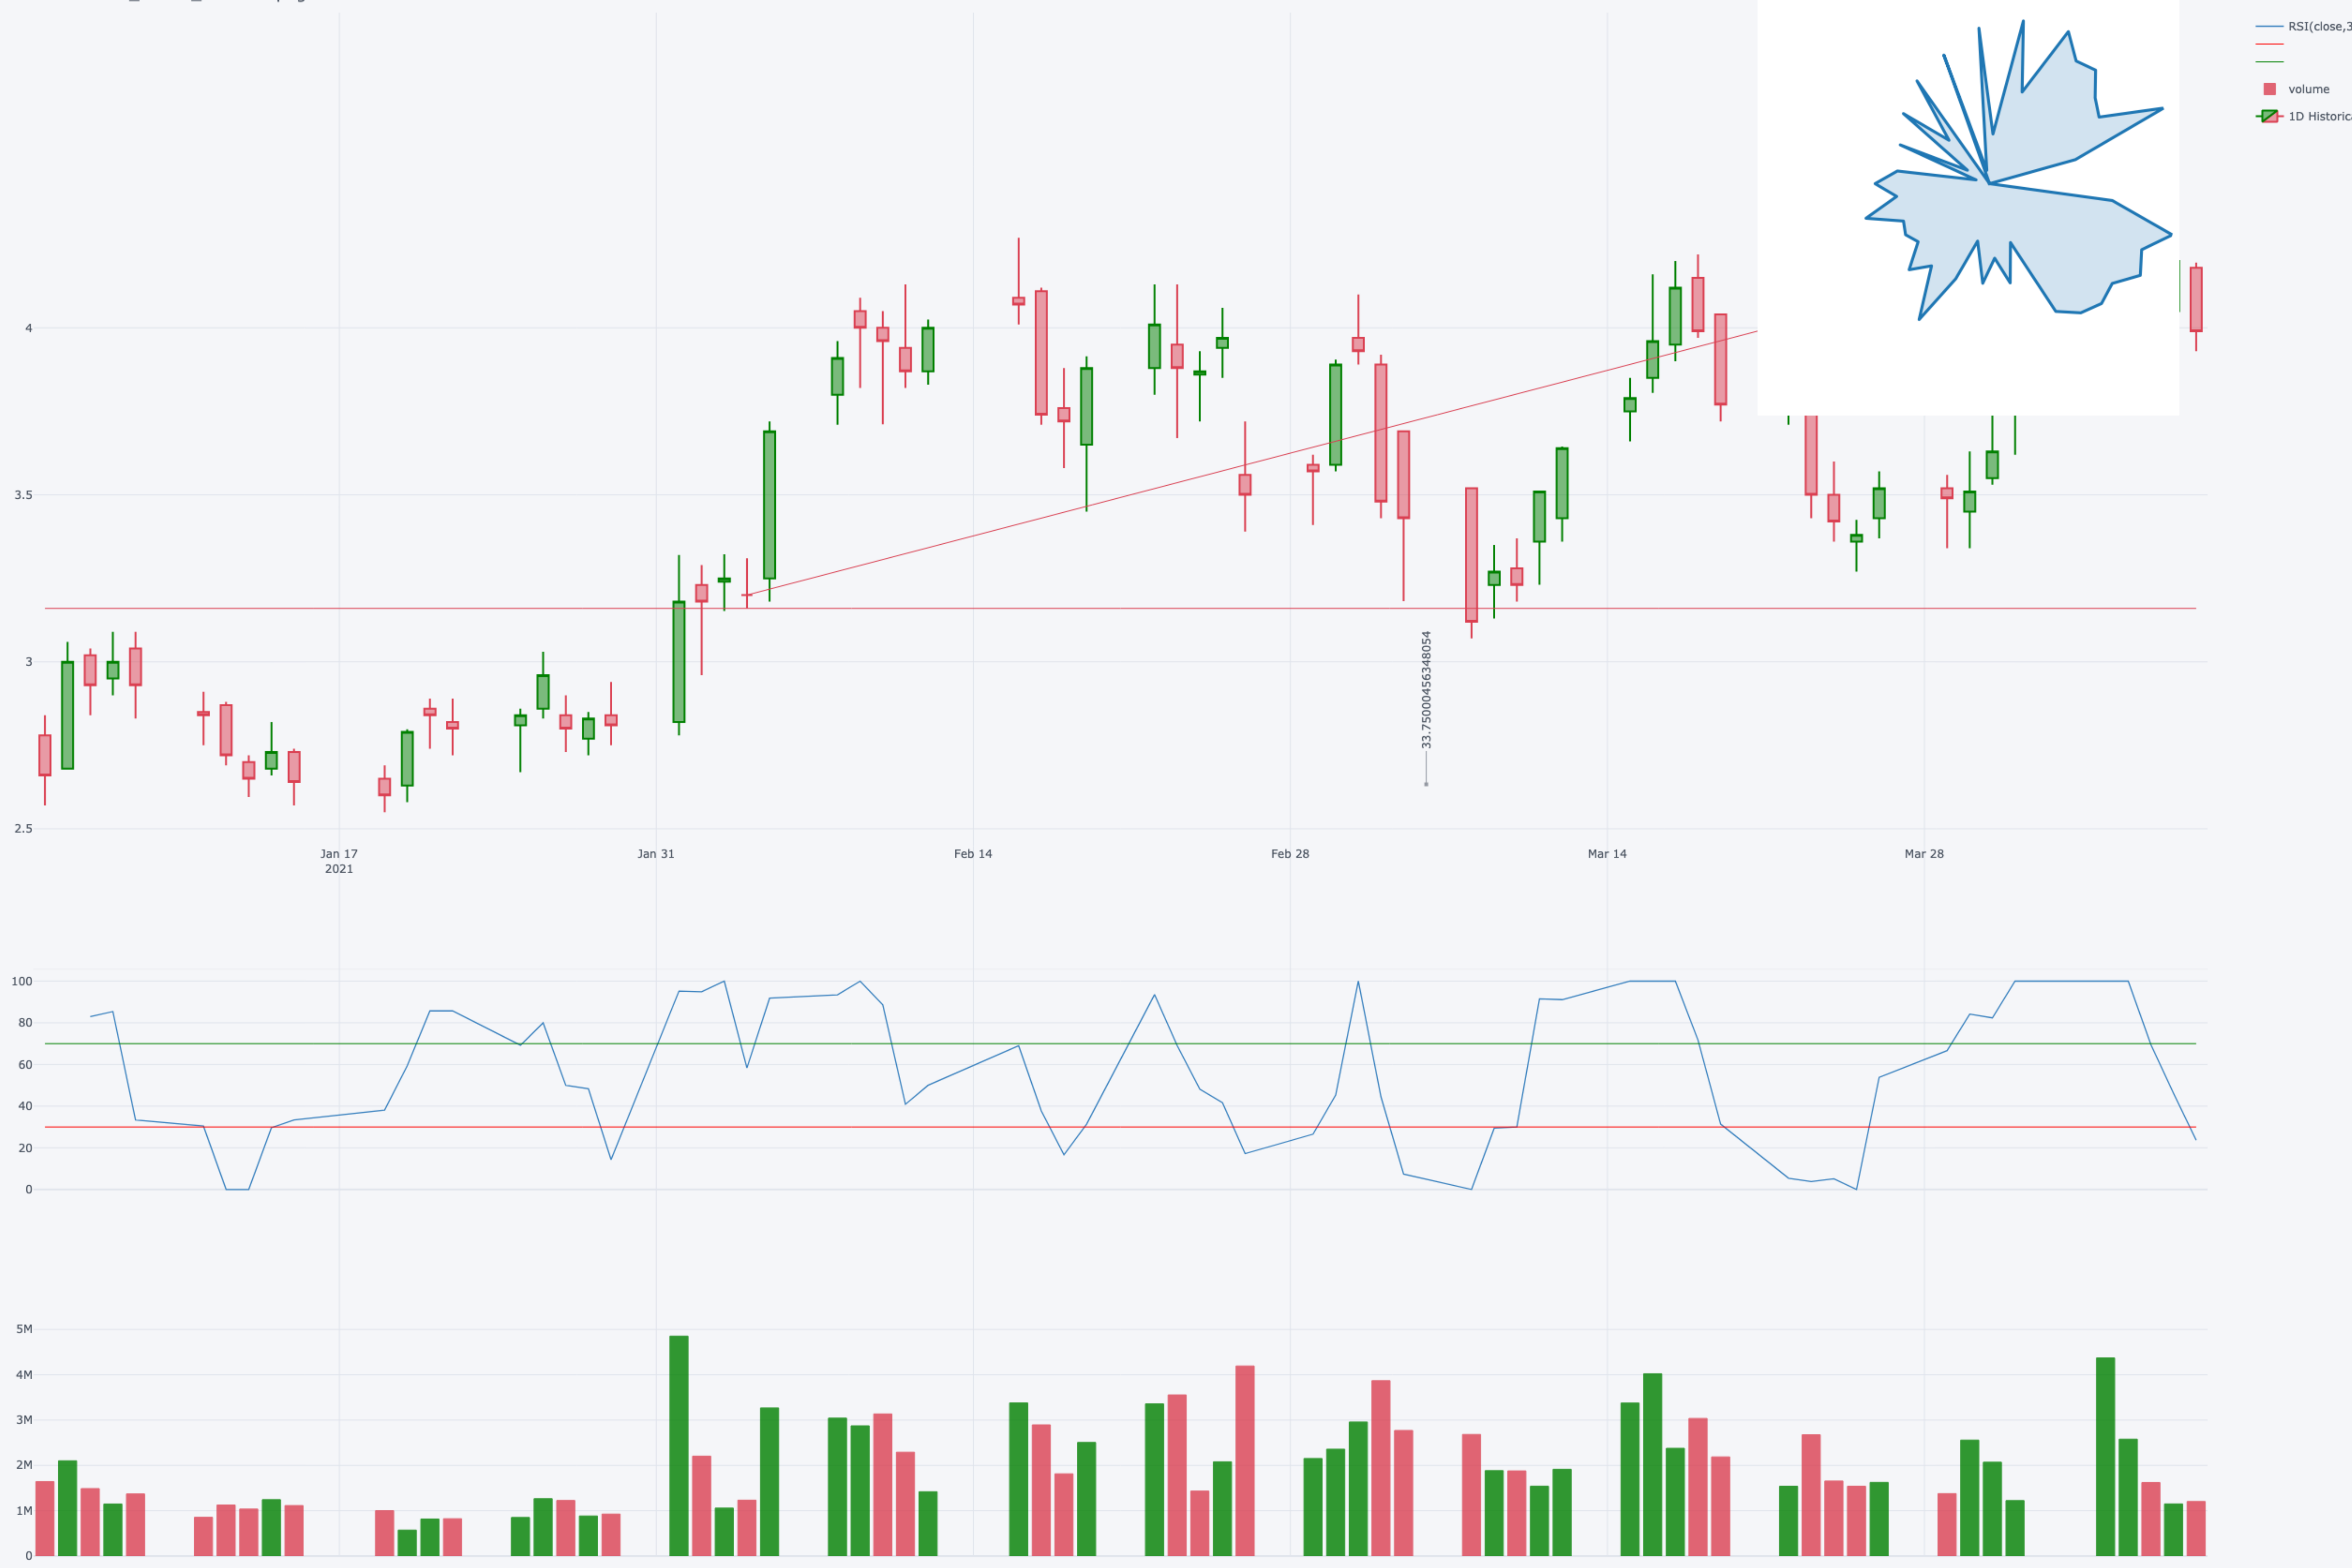 RSI(close,3
volume
1D Historica
4
3.5
3
2.5
33.75000456348054
Jan 17
2021
Jan 31
Feb 14
Feb 28
Mar 14
Mar 28
100
80
60
40
20
0
5M
4M
3M
2M
1M
0